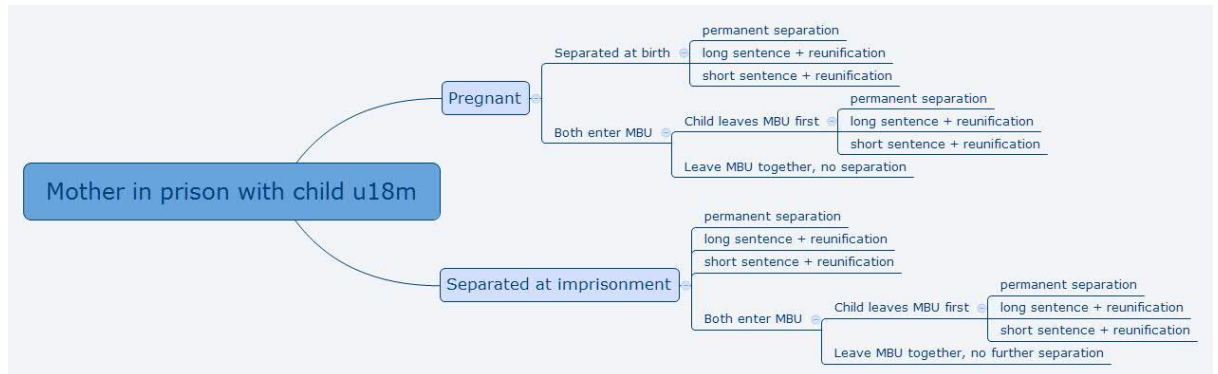 Mother in prison with child u18m
Pregnant
Separated at birth
permanent separation
long sentence + reunification
short sentence + reunification
Both enter MBU
Child leaves MBU first
permanent separation
long sentence + reunification
short sentence + reunification
Leave MBU together, no separation
Separated at imprisonment
permanent separation
long sentence + reunification
short sentence + reunification
Both enter MBU
Child leaves MBU first
permanent separation
long sentence + reunification
short sentence + reunification
Leave MBU together, no further separation